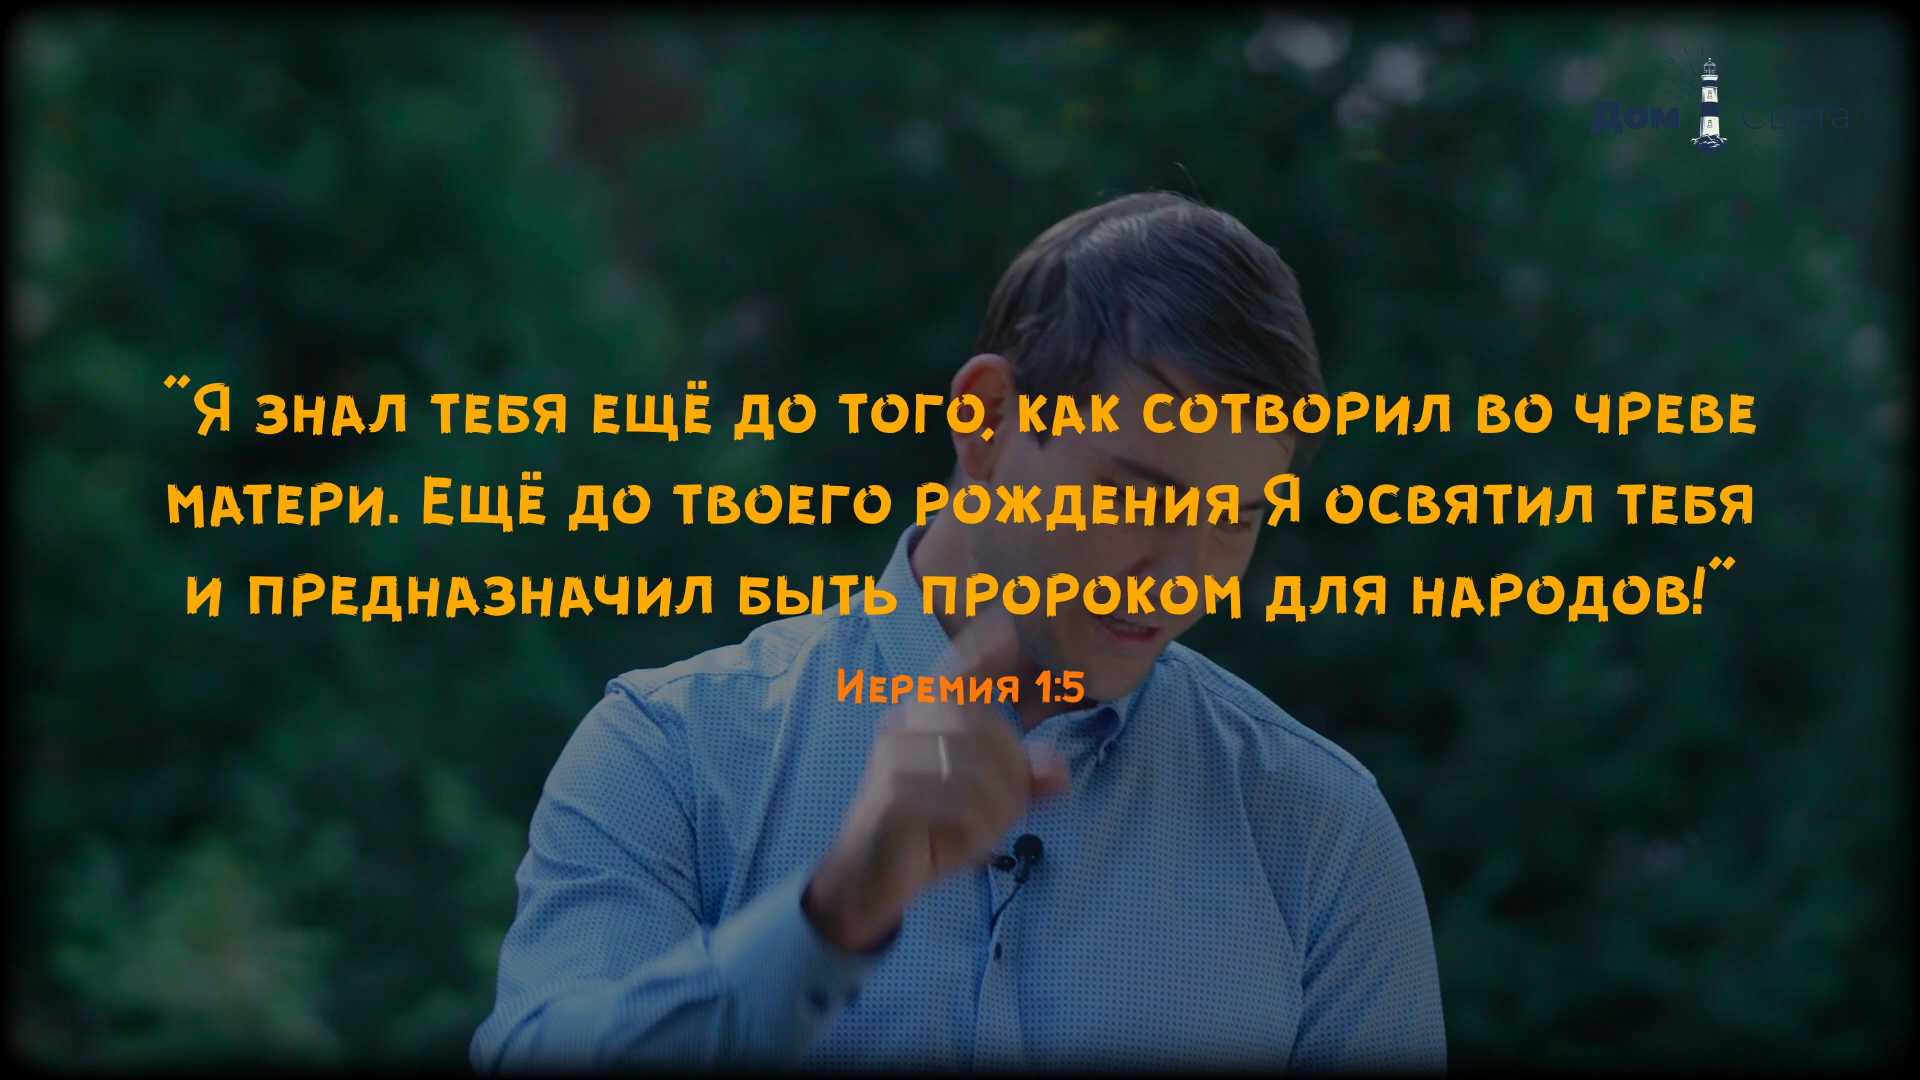 Дом Света
"Я знал тебя ещё до того, как сотворил во чреве
матери. Ещё до твоего рождения Я освятил тебя
и предназначил быть пророком для народов!"
Иеремия 1:5